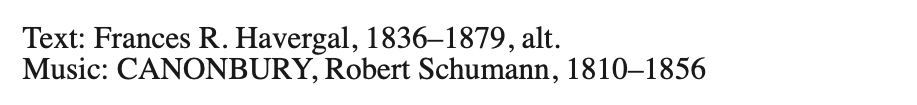 Text: Frances R. Havergal, 1836–1879, alt.
Music: CANONBURY, Robert Schumann, 1810–1856